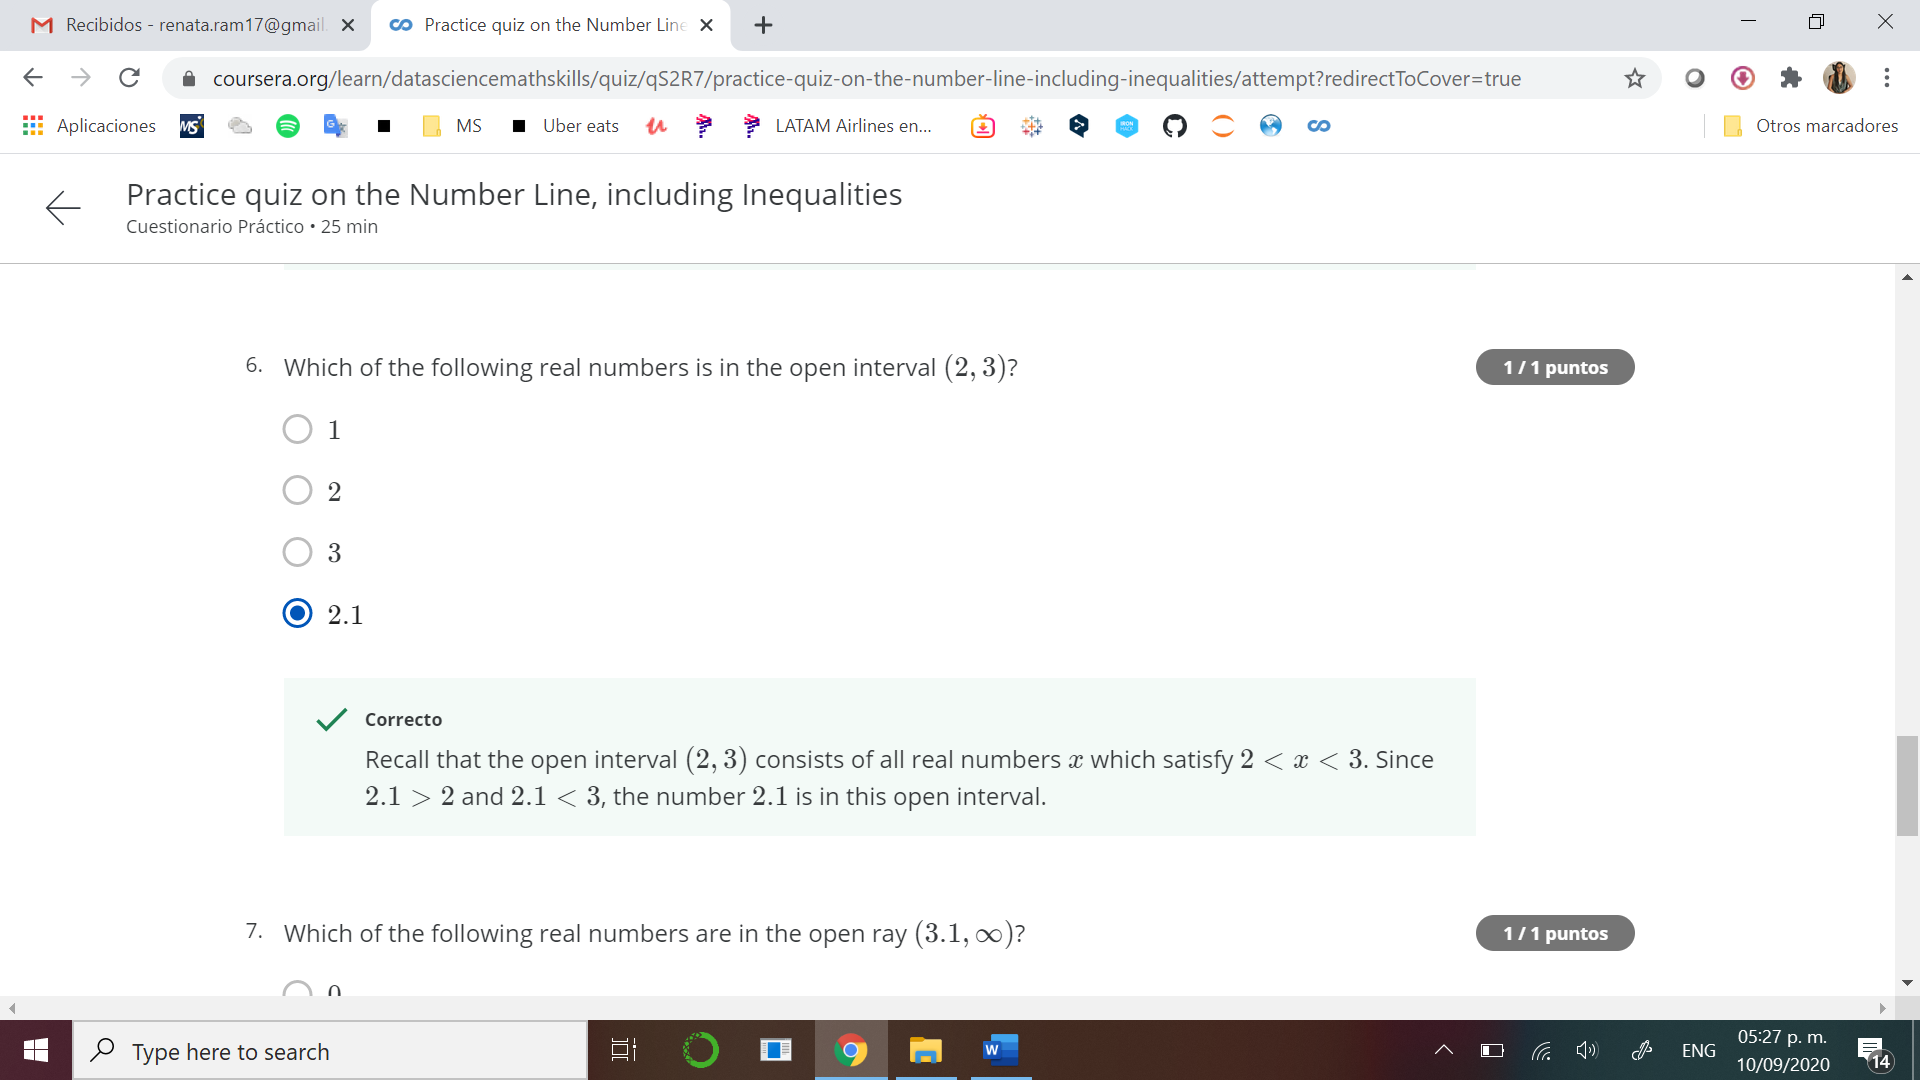 Recibidos - renata.ram17@gmail.
Practice quiz on the Number Line
coursera.org/learn/datasciencemathskills/quiz/qS2R7/practice-quiz-on-the-number-line-including-inequalities/attempt?redirectToCover=true
Aplicaciones
MS
MS
Uber eats
LATAM Airlines en...
IRON HACK
Otros marcadores
Practice quiz on the Number Line, including Inequalities
Cuestionario Práctico • 25 min
6. Which of the following real numbers is in the open interval (2, 3)?
1 / 1 puntos
1
2
3
2.1
Correcto
Recall that the open interval (2, 3) consists of all real numbers x which satisfy 2 < x < 3. Since
2.1 > 2 and 2.1 < 3, the number 2.1 is in this open interval.
7. Which of the following real numbers are in the open ray (3.1, ∞)?
1 / 1 puntos
0
Type here to search
W
ENG
05:27 p. m.
10/09/2020
14